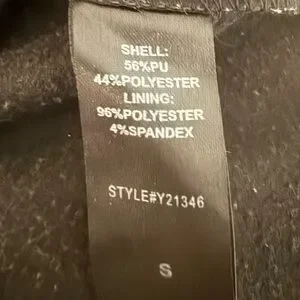 SHELL:
56%PU
44%POLYESTER
LINING:
96%POLYESTER
4%SPANDEX
STYLE#Y21346
S